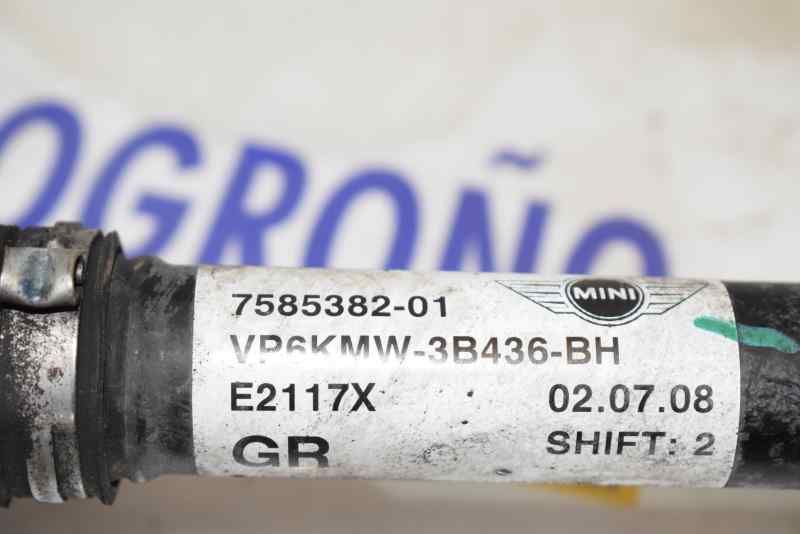 OGROÑO
7585382-01
MINI
VP6KMW-3B436-BH
E2117X
02.07.08
GR
SHIFT: 2